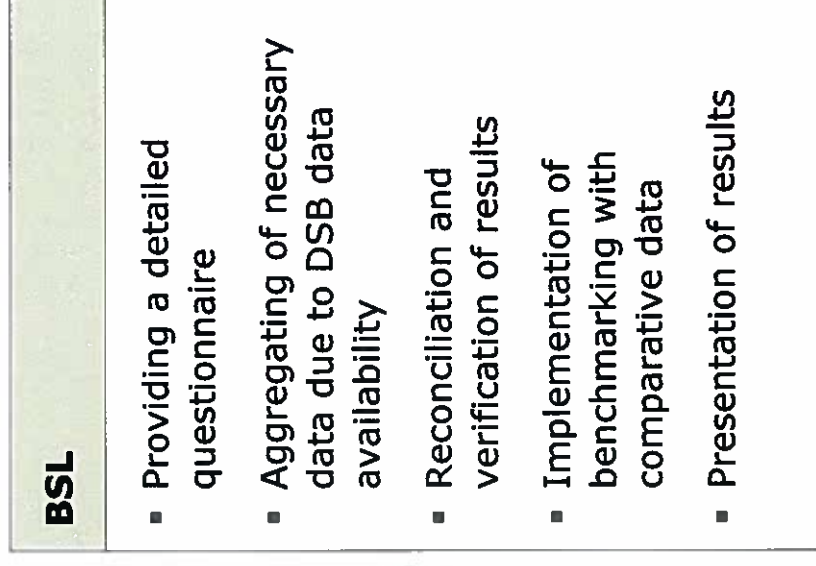 BSL
▪ Providing a detailed
questionnaire
▪ Aggregating of necessary
data due to DSB data
availability
▪ Reconciliation and
verification of results
▪ Implementation of
benchmarking with
comparative data
▪ Presentation of results